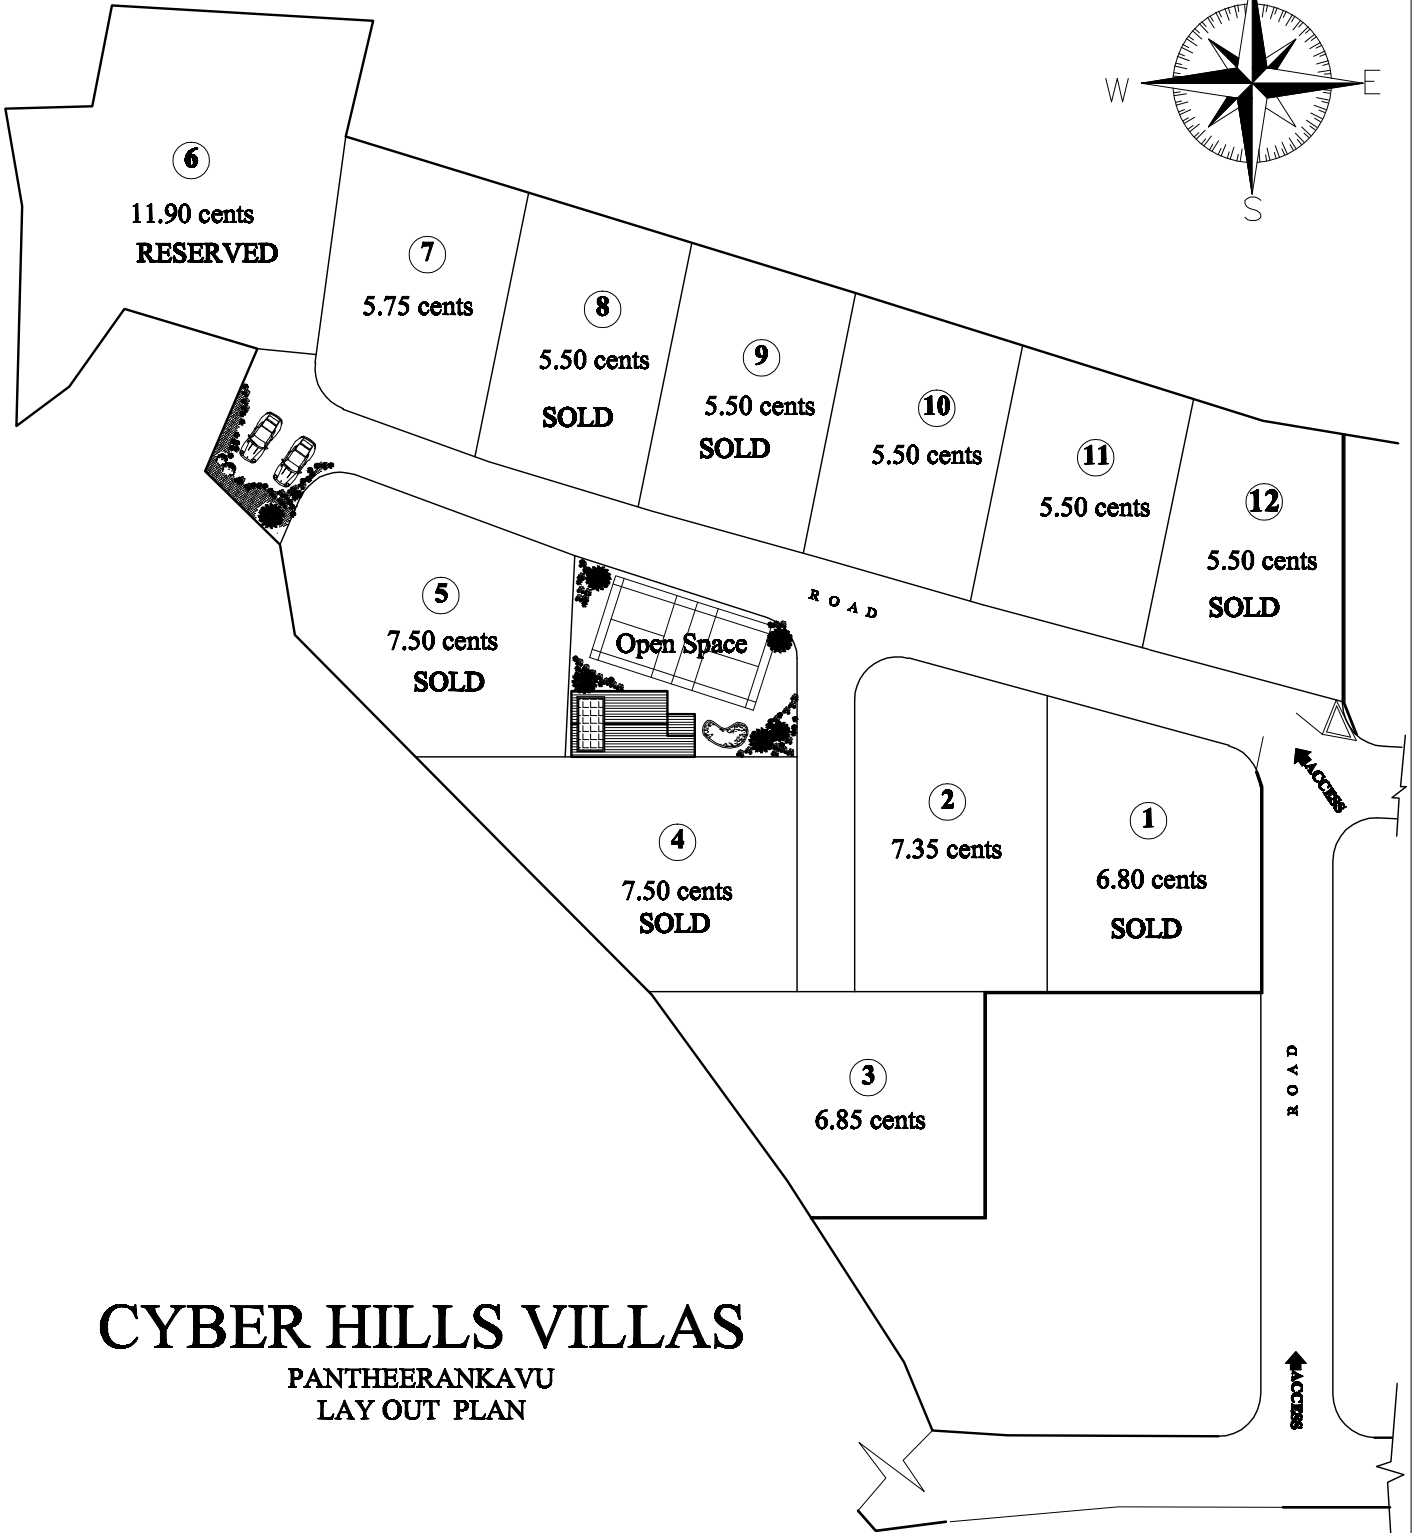 W
E
S
6
11.90 cents
RESERVED
7
5.75 cents
8
5.50 cents
SOLD
9
5.50 cents
SOLD
10
5.50 cents
11
5.50 cents
12
5.50 cents
SOLD
5
7.50 cents
SOLD
Open Space
ROAD
4
7.50 cents
SOLD
2
7.35 cents
1
6.80 cents
SOLD
ACCESS
3
6.85 cents
ROAD
ACCESS
CYBER HILLS VILLAS
PANTHEERANKAVU
LAY OUT PLAN